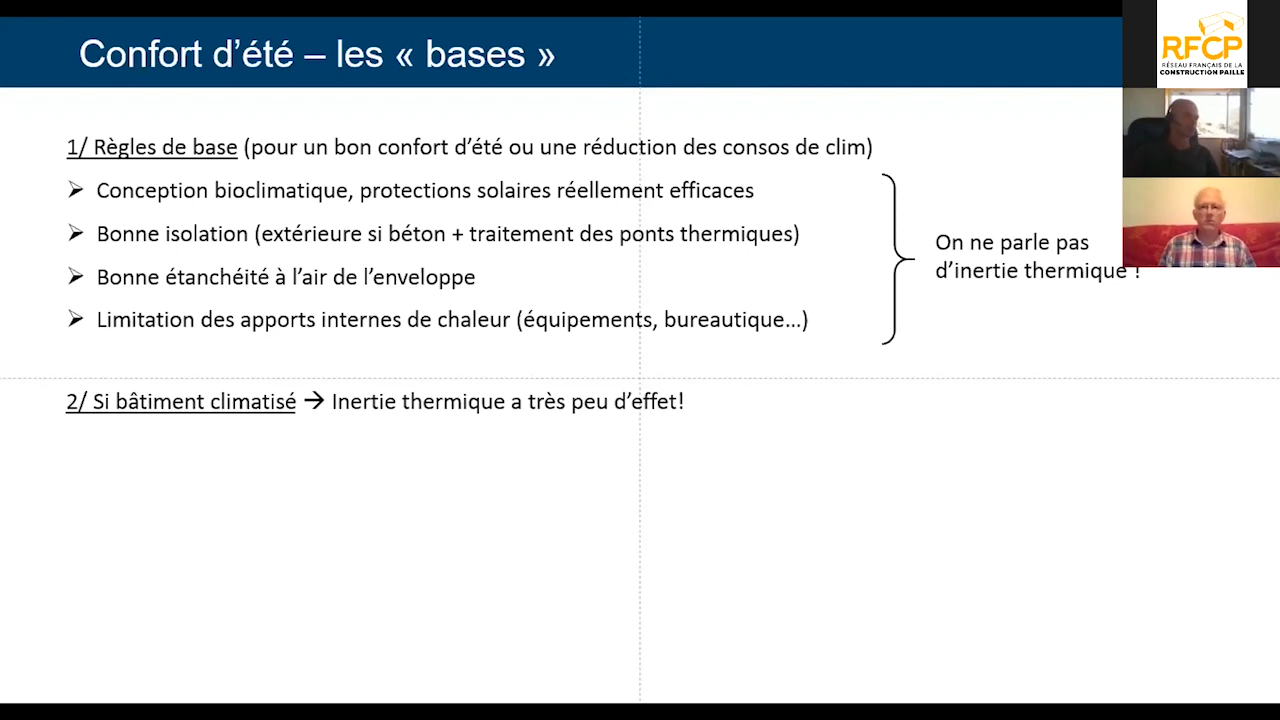 Confort d’été – les « bases »
RFCP
RÉSEAU FRANÇAIS DE LA
CONSTRUCTION PAILLE
1/ Règles de base (pour un bon confort d’été ou une réduction des consos de clim)
➢ Conception bioclimatique, protections solaires réellement efficaces
➢ Bonne isolation (extérieure si béton + traitement des ponts thermiques)
➢ Bonne étanchéité à l’air de l’enveloppe
➢ Limitation des apports internes de chaleur (équipements, bureautique…)
On ne parle pas
d’inertie thermique !
2/ Si bâtiment climatisé → Inertie thermique a très peu d’effet!